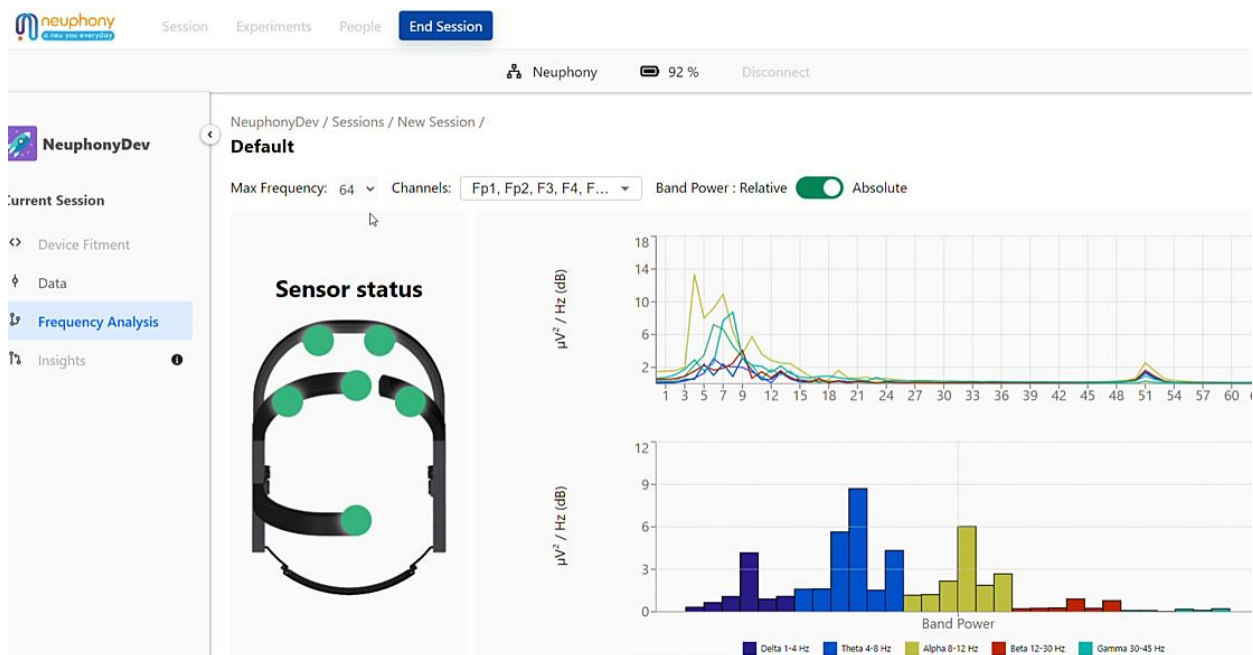 neuphony
a neu you everyday
Session Experiments People End Session
Neuphony 92 % Disconnect
NeuphonyDev
Current Session
Device Fitment
Data
Frequency Analysis
Insights
NeuphonyDev / Sessions / New Session /
Default
Max Frequency: 64 Channels: Fp1, Fp2, F3, F4, F... Band Power : Relative Absolute
Sensor status
µV² / Hz (dB)
18
14
10
6
2
1 3 5 7 9 12 15 18 21 24 27 30 33 36 39 42 45 48 51 54 57 60
µV² / Hz (dB)
12
9
6
3
0
Band Power
Delta 1-4 Hz Theta 4-8 Hz Alpha 8-12 Hz Beta 12-30 Hz Gamma 30-45 Hz